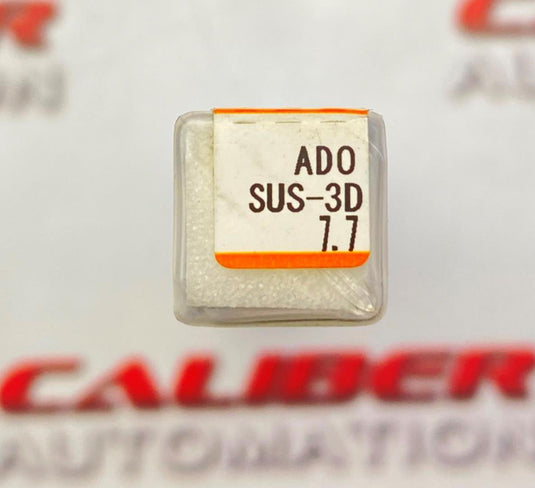 ADO
SUS-3D
7.7
CALIBER
AUTOMATION